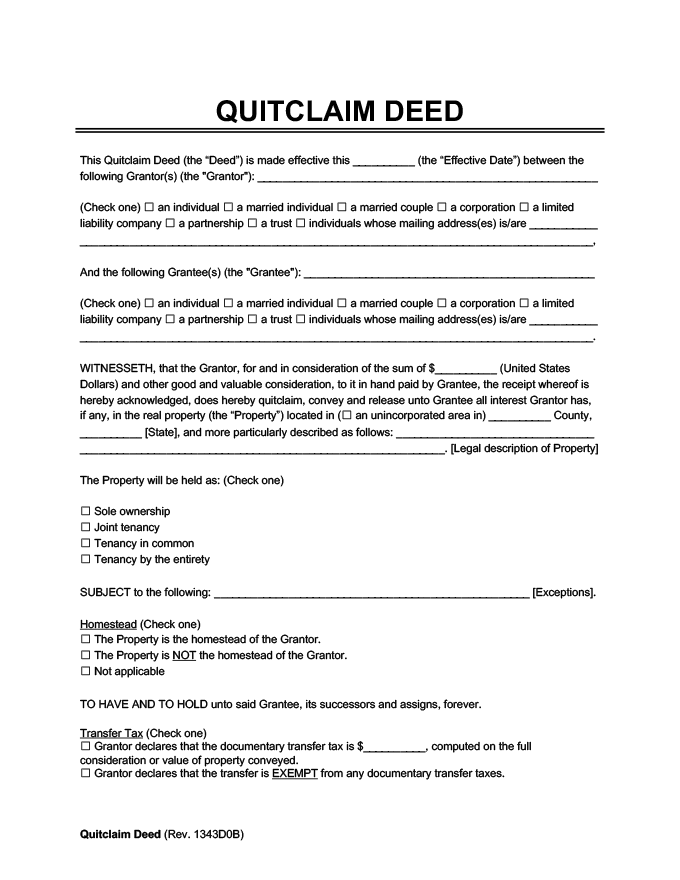 QUITCLAIM DEED
This Quitclaim Deed (the “Deed”) is made effective this __________ (the “Effective Date”) between the
following Grantor(s) (the "Grantor"): _______________________________________________________
(Check one) ☐ an individual ☐ a married individual ☐ a married couple ☐ a corporation ☐ a limited
liability company ☐ a partnership ☐ a trust ☐ individuals whose mailing address(es) is/are ___________
___________________________________________________________________________________,
And the following Grantee(s) (the "Grantee"): _______________________________________________
(Check one) ☐ an individual ☐ a married individual ☐ a married couple ☐ a corporation ☐ a limited
liability company ☐ a partnership ☐ a trust ☐ individuals whose mailing address(es) is/are ___________
___________________________________________________________________________________.
WITNESSETH, that the Grantor, for and in consideration of the sum of $__________ (United States
Dollars) and other good and valuable consideration, to it in hand paid by Grantee, the receipt whereof is
hereby acknowledged, does hereby quitclaim, convey and release unto Grantee all interest Grantor has,
if any, in the real property (the “Property”) located in (☐ an unincorporated area in) __________ County,
__________ [State], and more particularly described as follows: ________________________________
___________________________________________________________. [Legal description of Property]
The Property will be held as: (Check one)
☐ Sole ownership
☐ Joint tenancy
☐ Tenancy in common
☐ Tenancy by the entirety
SUBJECT to the following: ___________________________________________________ [Exceptions].
Homestead (Check one)
☐ The Property is the homestead of the Grantor.
☐ The Property is NOT the homestead of the Grantor.
☐ Not applicable
TO HAVE AND TO HOLD unto said Grantee, its successors and assigns, forever.
Transfer Tax (Check one)
☐ Grantor declares that the documentary transfer tax is $__________, computed on the full
consideration or value of property conveyed.
☐ Grantor declares that the transfer is EXEMPT from any documentary transfer taxes.
Quitclaim Deed (Rev. 1343D0B)